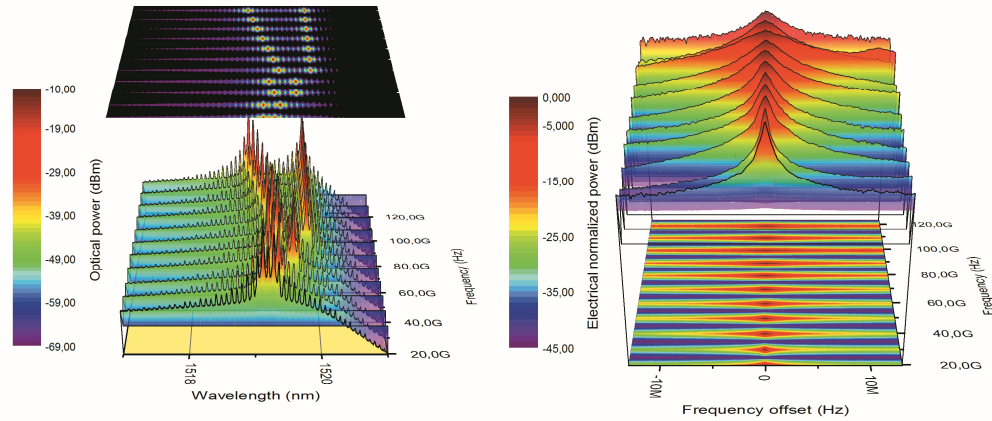 -10,00
-19,00
-29,00
-39,00
-49,00
-59,00
-69,00
Optical power (dBm)
120,0G
100,0G
80,0G
60,0G
40,0G
20,0G
Frequency (Hz)
1518
1520
Wavelength (nm)
0,000
-5,000
-15,00
-25,00
-35,00
-45,00
Electrical normalized power (dBm)
120,0G
100,0G
80,0G
60,0G
40,0G
20,0G
Frequency (Hz)
-10M
0
10M
Frequency offset (Hz)